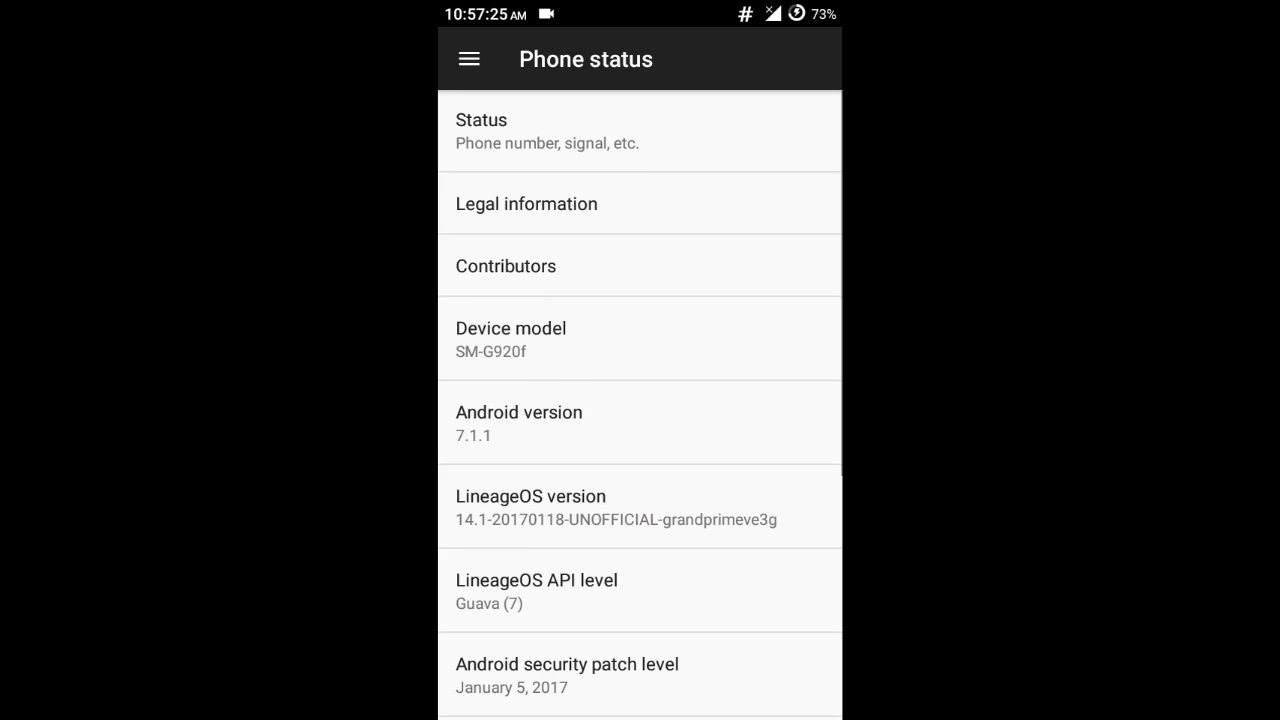 10:57:25 AM # 73%
Phone status
Status
Phone number, signal, etc.
Legal information
Contributors
Device model
SM-G920f
Android version
7.1.1
LineageOS version
14.1-20170118-UNOFFICIAL-grandprimeve3g
LineageOS API level
Guava (7)
Android security patch level
January 5, 2017